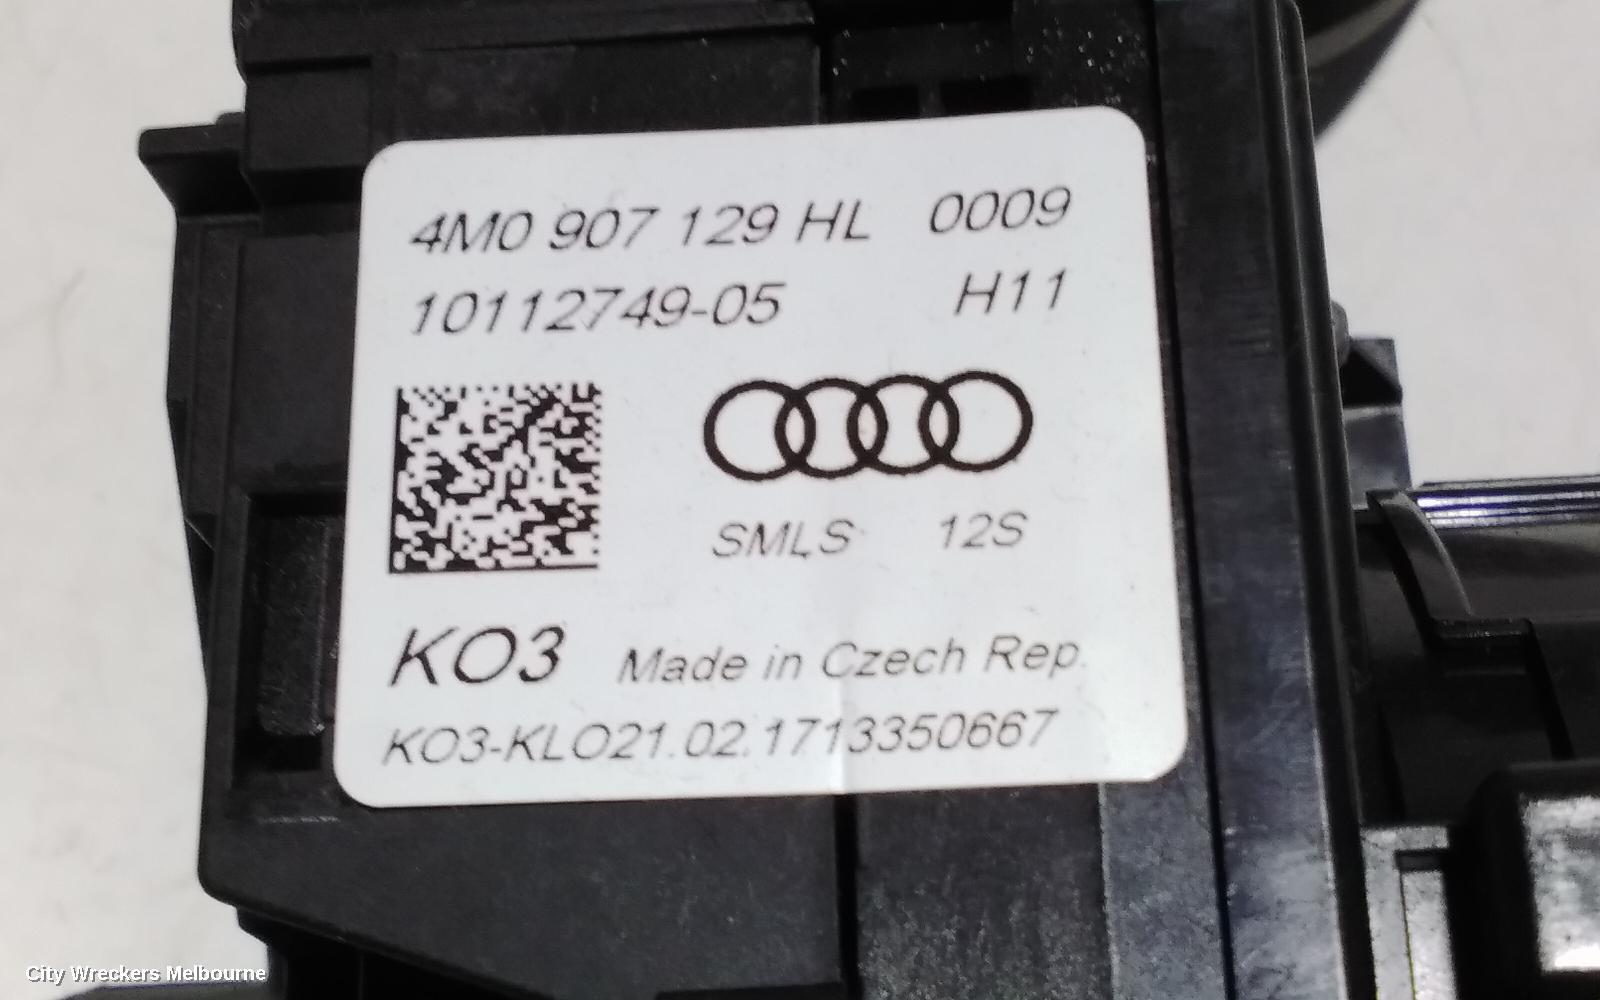 4M0 907 129 HL 0009
10112749-05 H11
SMLS 12S
KO3 Made in Czech Rep.
KO3-KLO21.02.1713350667
City Wreckers Melbourne